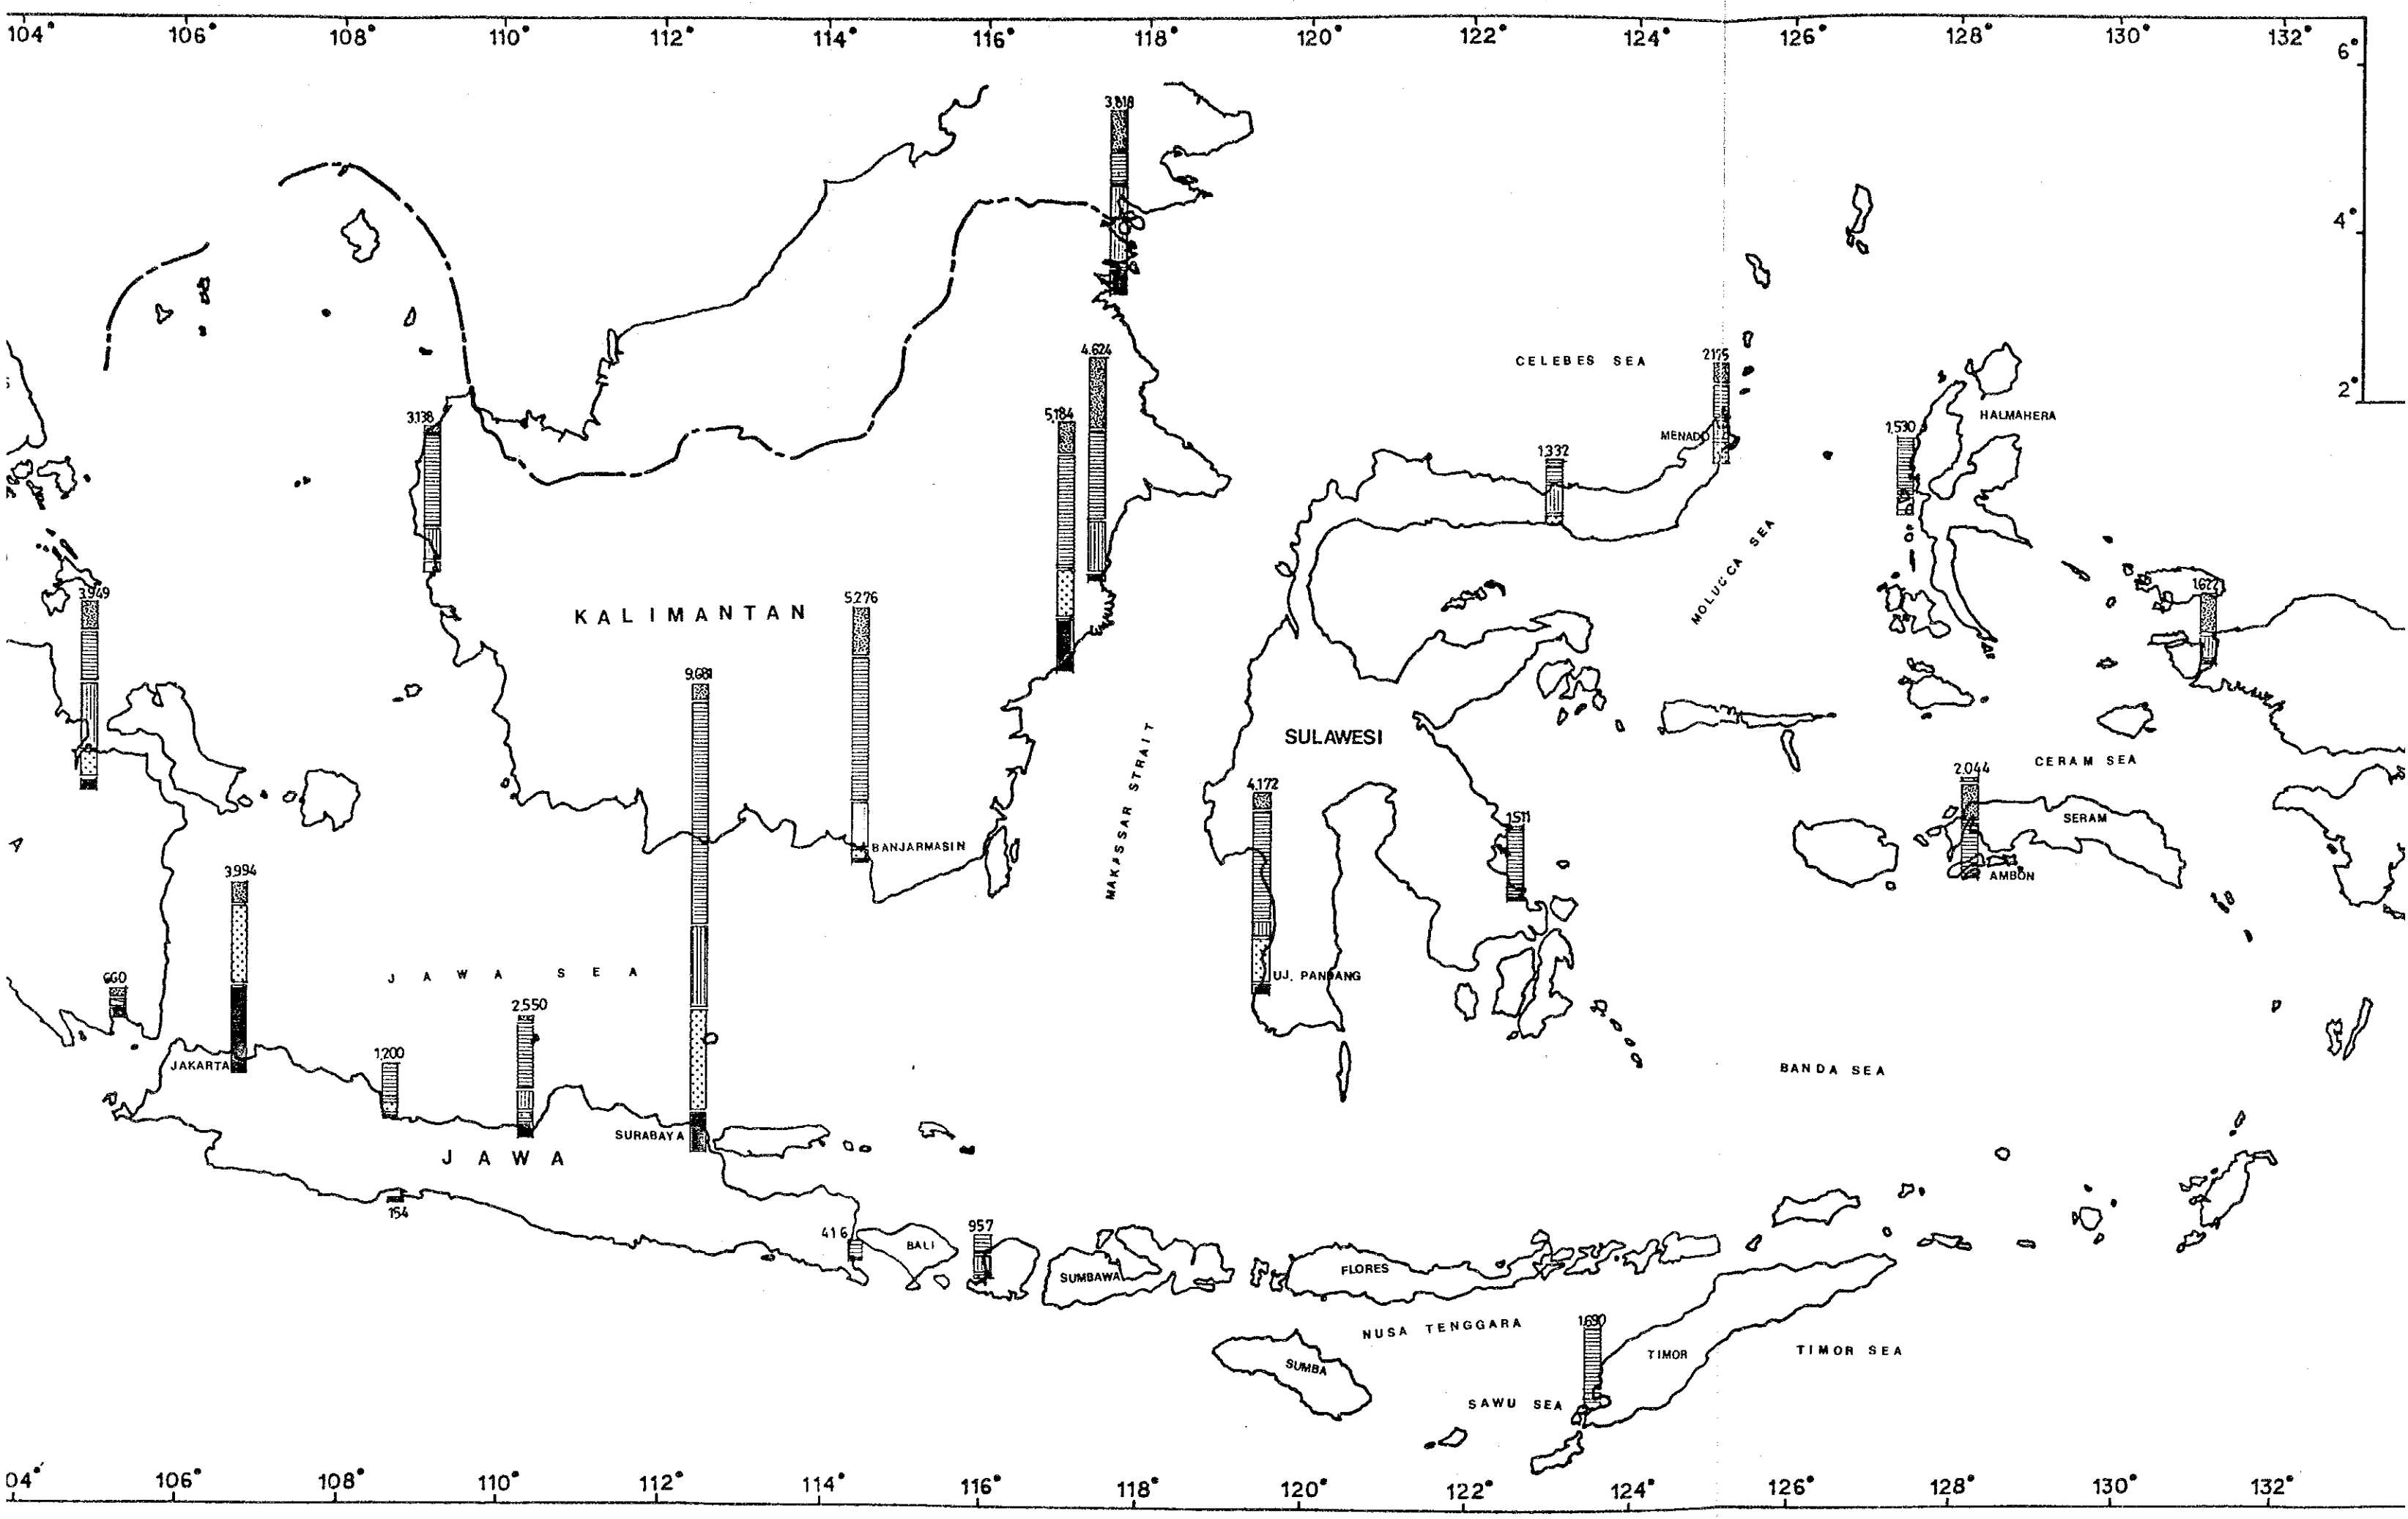 04° 106° 108° 110° 112° 114° 116° 118° 120° 122° 124° 126° 128° 130° 132°
6°
3,818
4°
4.624
CELEBES SEA
2°
3.138
5,184
HALMAHERA
MENADO
1,530
1,332
3.949
KALIMANTAN
5,276
MOLUCCA SEA
1.622
9.681
SULAWESI
MAKASSAR STRAIT
CERAM SEA
2.044
4.172
SERAM
1,511
BANJARMASIN
AMBON
3,994
JAWA SEA
UJ. PANDANG
660
2,550
1,200
JAKARTA
BANDA SEA
SURABAYA
JAWA
154
416
957
BALI
SUMBAWA
FLORES
NUSA TENGGARA
1.690
TIMOR
TIMOR SEA
SUMBA
SAWU SEA
04° 106° 108° 110° 112° 114° 116° 118° 120° 122° 124° 126° 128° 130° 132°